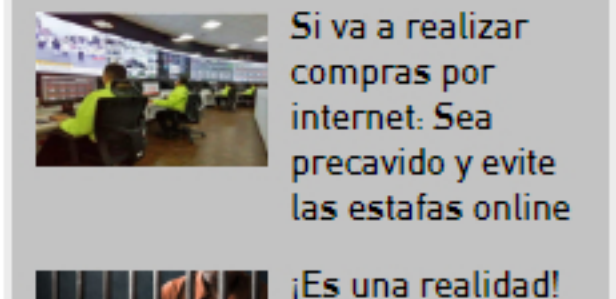 Si va a realizar
compras por
internet: Sea
precavido y evite
las estafas online
¡Es una realidad!